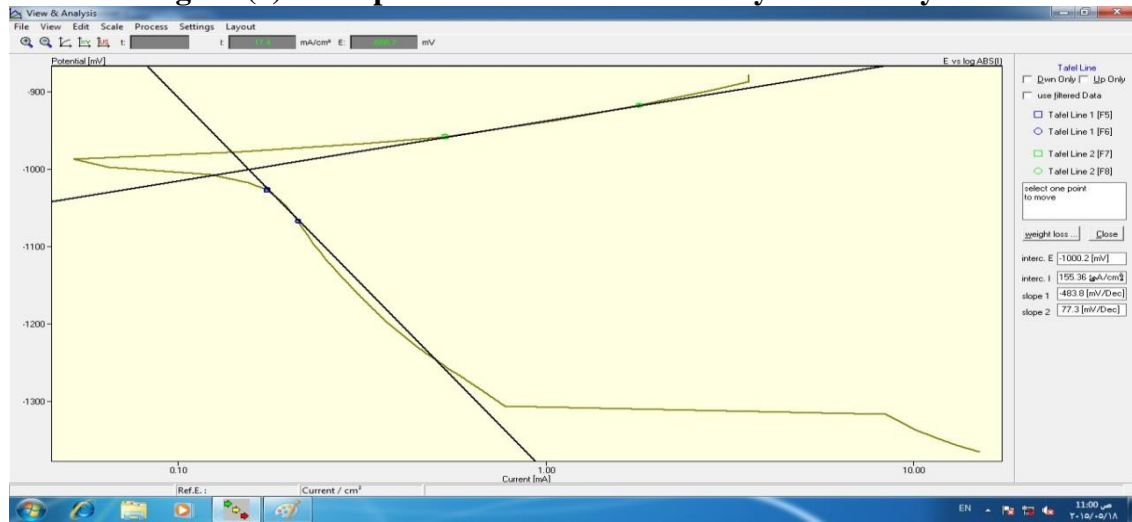 View & Analysis
File View Edit Scale Process Settings Layout
t: I: mA/cm² E: mV
Potential [mV]
E vs log ABS(I)
-900
-1000
-1100
-1200
-1300
0.10
1.00
10.00
Current [mA]
Tafel Line
Dwn Only Up Only
use filtered Data
Tafel Line 1 [F5]
Tafel Line 1 [F6]
Tafel Line 2 [F7]
Tafel Line 2 [F8]
select one point
to move
weight loss ... Close
interc. E -1000.2 [mV]
interc. I 155.36
slope 1 -483.8 [mV/Dec]
slope 2 77.3 [mV/Dec]
Ref.E. : Current / cm²
EN
11:00 ص
٢٠١٥/٠٥/١٨